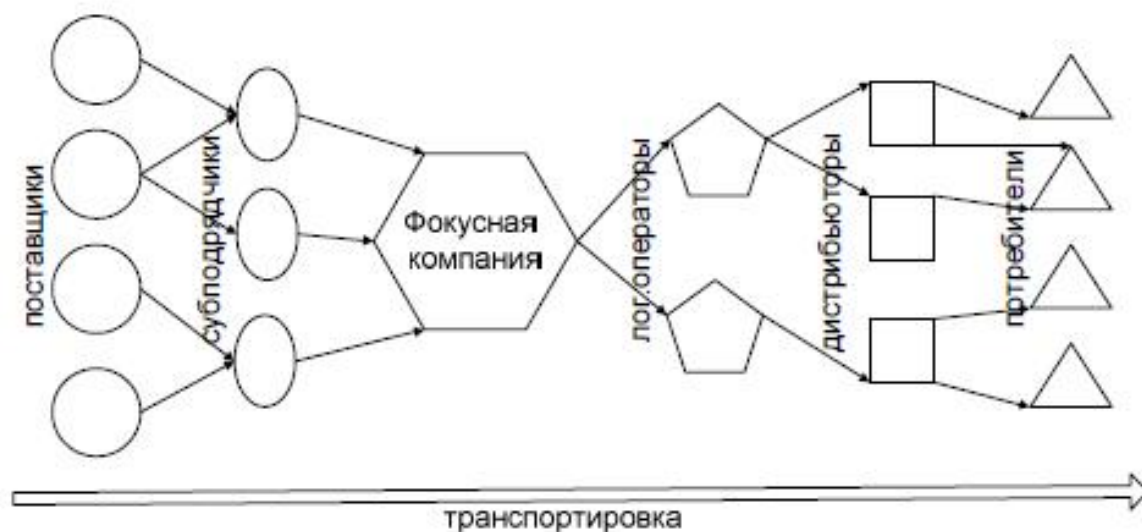 поставщики
субподрядчики
Фокусная
компания
лог.операторы
дистрибьюторы
потребители
транспортировка